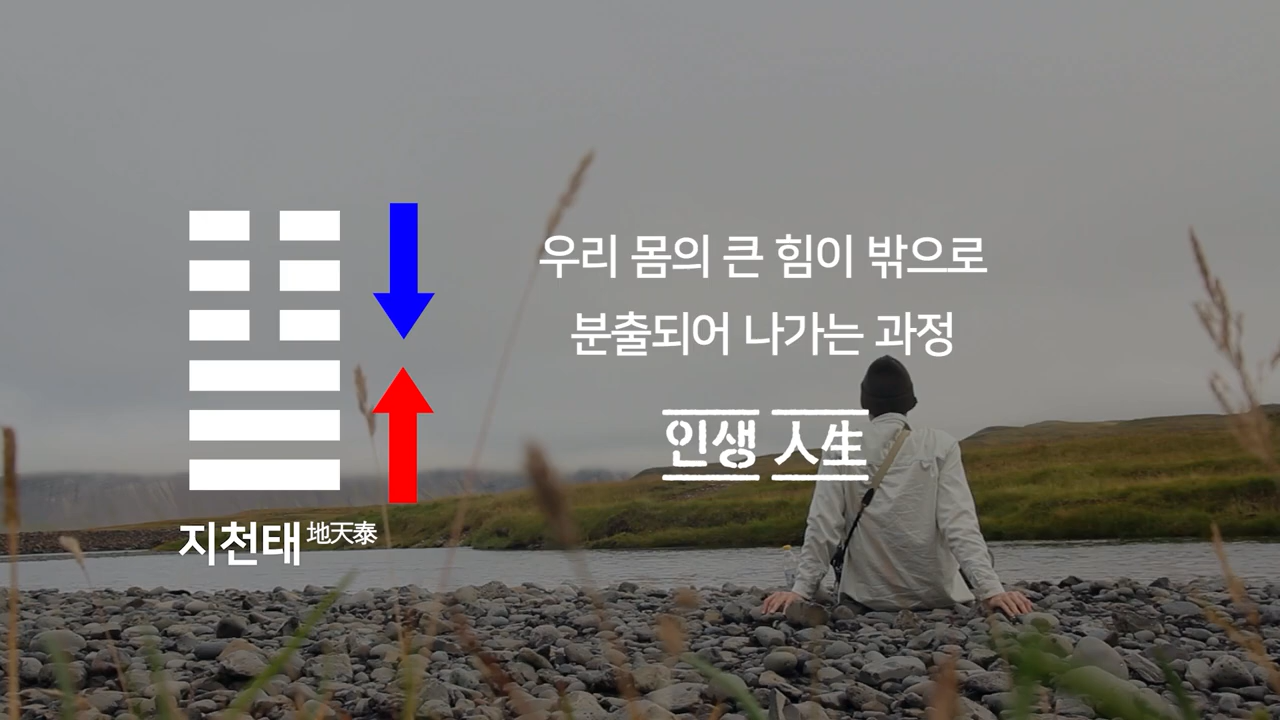 우리 몸의 큰 힘이 밖으로
분출되어 나가는 과정
인생 人生
지천태 地天泰